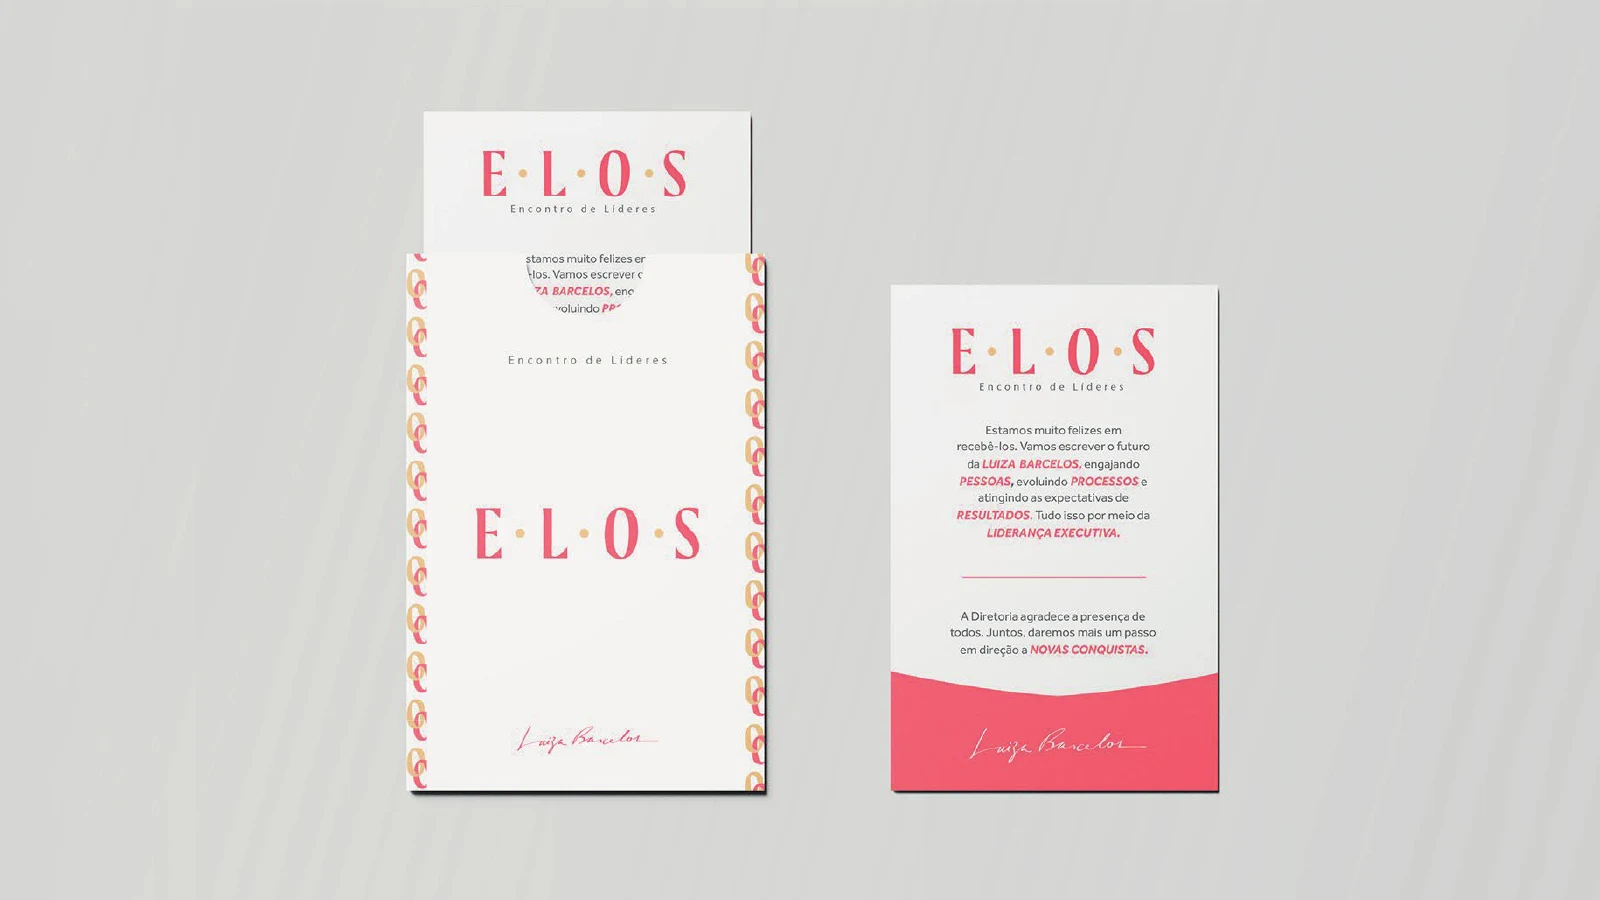 E·L·O·S
Encontro de Líderes
stamos muito felizes em
-los. Vamos escrever
ZA BARCELOS, eng
voluindo
Encontro de Líderes
E·L·O·S
Luiza Barcelos
E·L·O·S
Encontro de Líderes
Estamos muito felizes em
recebê-los. Vamos escrever o futuro
da LUIZA BARCELOS, engajando
PESSOAS, evoluindo PROCESSOS e
atingindo as expectativas de
RESULTADOS. Tudo isso por meio da
LIDERANÇA EXECUTIVA.
A Diretoria agradece a presença de
todos. Juntos, daremos mais um passo
em direção a NOVAS CONQUISTAS.
Luiza Barcelos